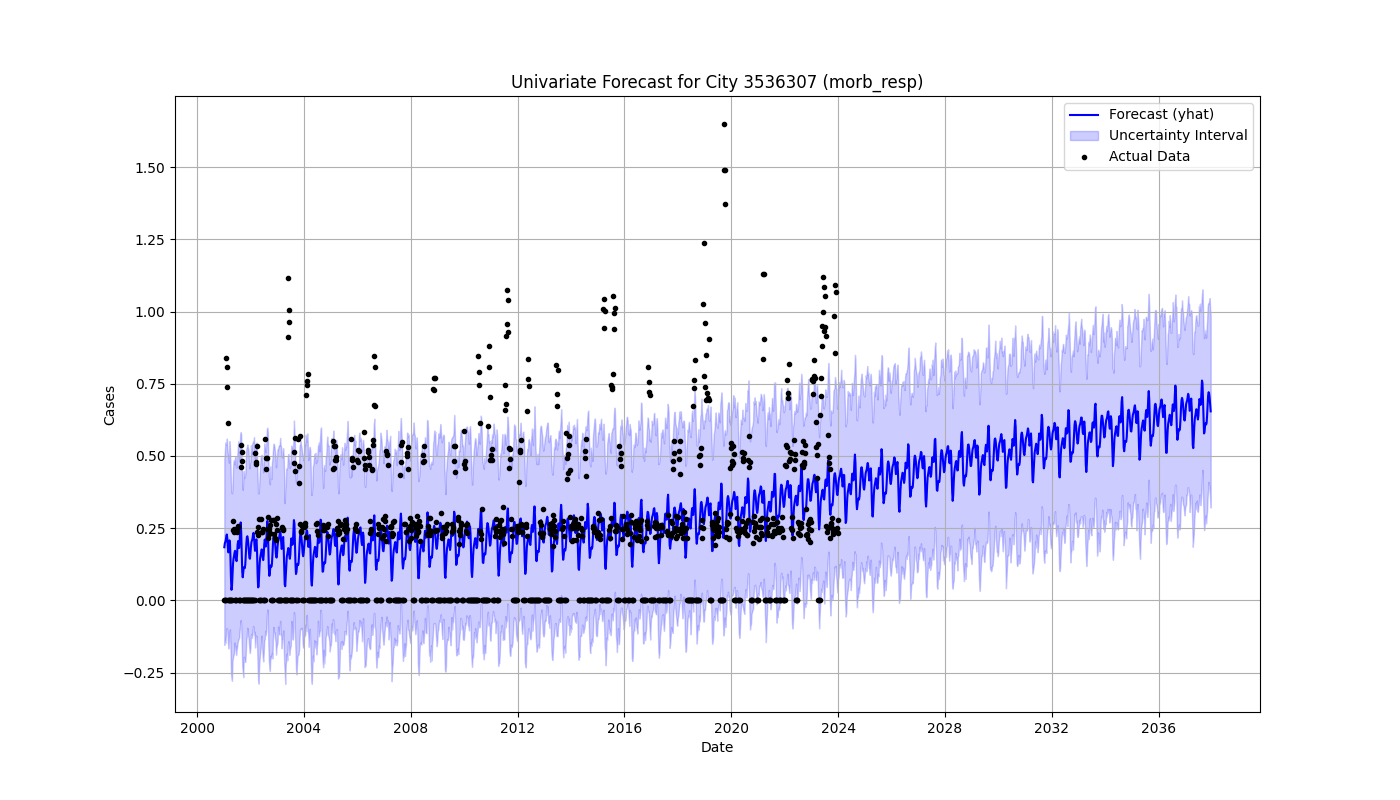 Univariate Forecast for City 3536307 (morb_resp)
Forecast (yhat)
Uncertainty Interval
Actual Data
Cases
1.50
1.25
1.00
0.75
0.50
0.25
0.00
−0.25
2000 2004 2008 2012 2016 2020 2024 2028 2032 2036
Date